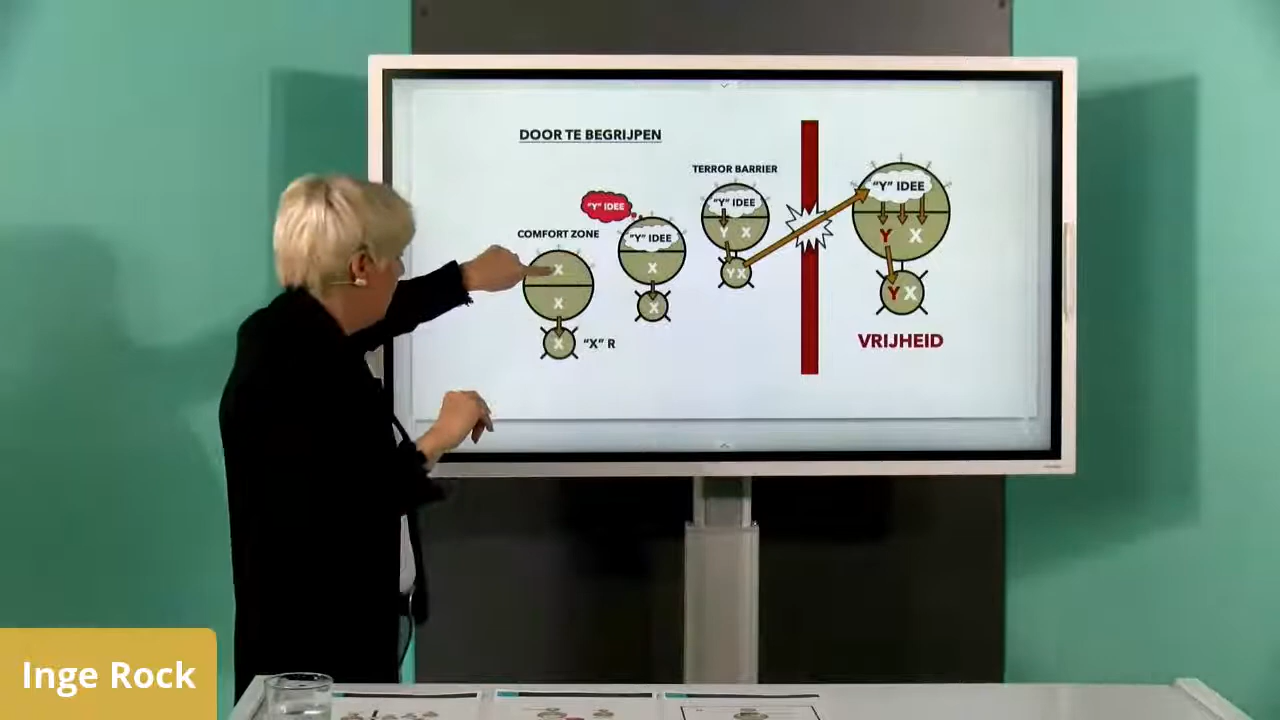 DOOR TE BEGRIJPEN
TERROR BARRIER
"Y" IDEE
"Y" IDEE
"Y" IDEE
COMFORT ZONE
"Y" IDEE
Y X
Y X
X
X
Y X
X
X
Y X
X
"X" R
VRIJHEID
Inge Rock